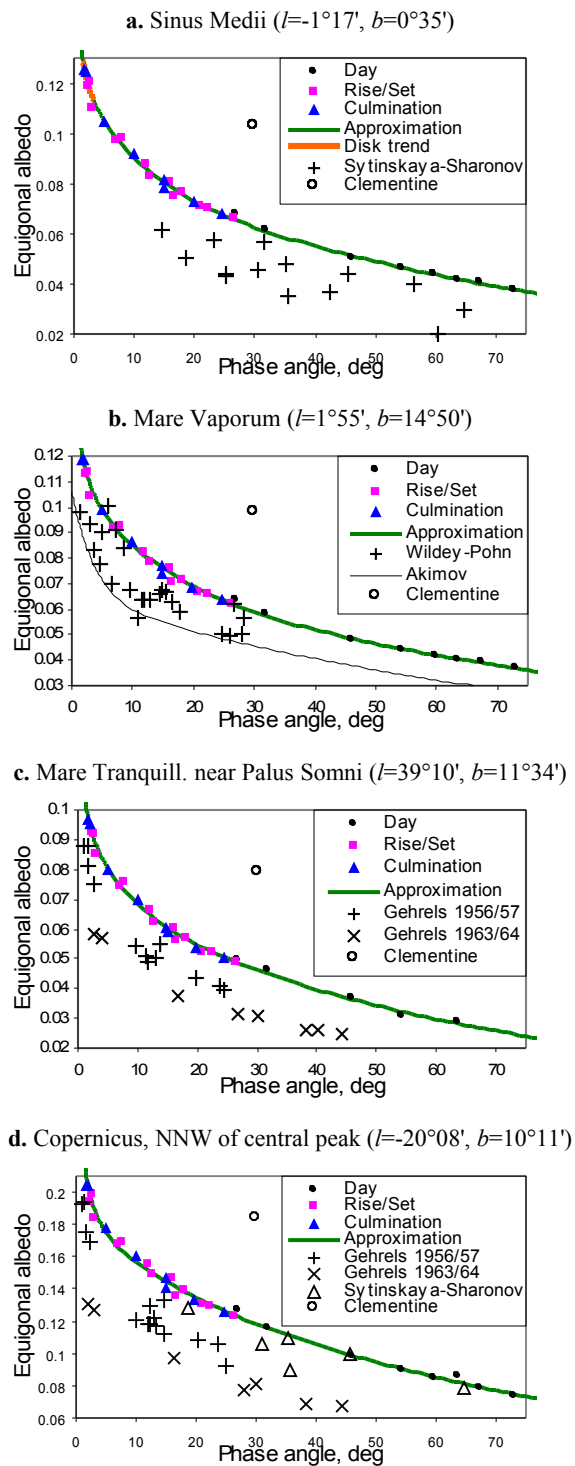 a. Sinus Medii (l=-1°17', b=0°35')
Equigonal albedo
0.12
0.1
0.08
0.06
0.04
0.02
Day
Rise/Set
Culmination
Approximation
Disk trend
Sytinskaya-Sharonov
Clementine
0 10 20 30 40 50 60 70
Phase angle, deg
b. Mare Vaporum (l=1°55', b=14°50')
Equigonal albedo
0.12
0.11
0.1
0.09
0.08
0.07
0.06
0.05
0.04
0.03
Day
Rise/Set
Culmination
Approximation
Wildey-Pohn
Akimov
Clementine
0 10 20 30 40 50 60 70
Phase angle, deg
c. Mare Tranquill. near Palus Somni (l=39°10', b=11°34')
Equigonal albedo
0.1
0.09
0.08
0.07
0.06
0.05
0.04
0.03
0.02
Day
Rise/Set
Culmination
Approximation
Gehrels 1956/57
Gehrels 1963/64
Clementine
0 10 20 30 40 50 60 70
Phase angle, deg
d. Copernicus, NNW of central peak (l=-20°08', b=10°11')
Equigonal albedo
0.2
0.18
0.16
0.14
0.12
0.1
0.08
0.06
Day
Rise/Set
Culmination
Approximation
Gehrels 1956/57
Gehrels 1963/64
Sytinskaya-Sharonov
Clementine
0 10 20 30 40 50 60 70
Phase angle, deg